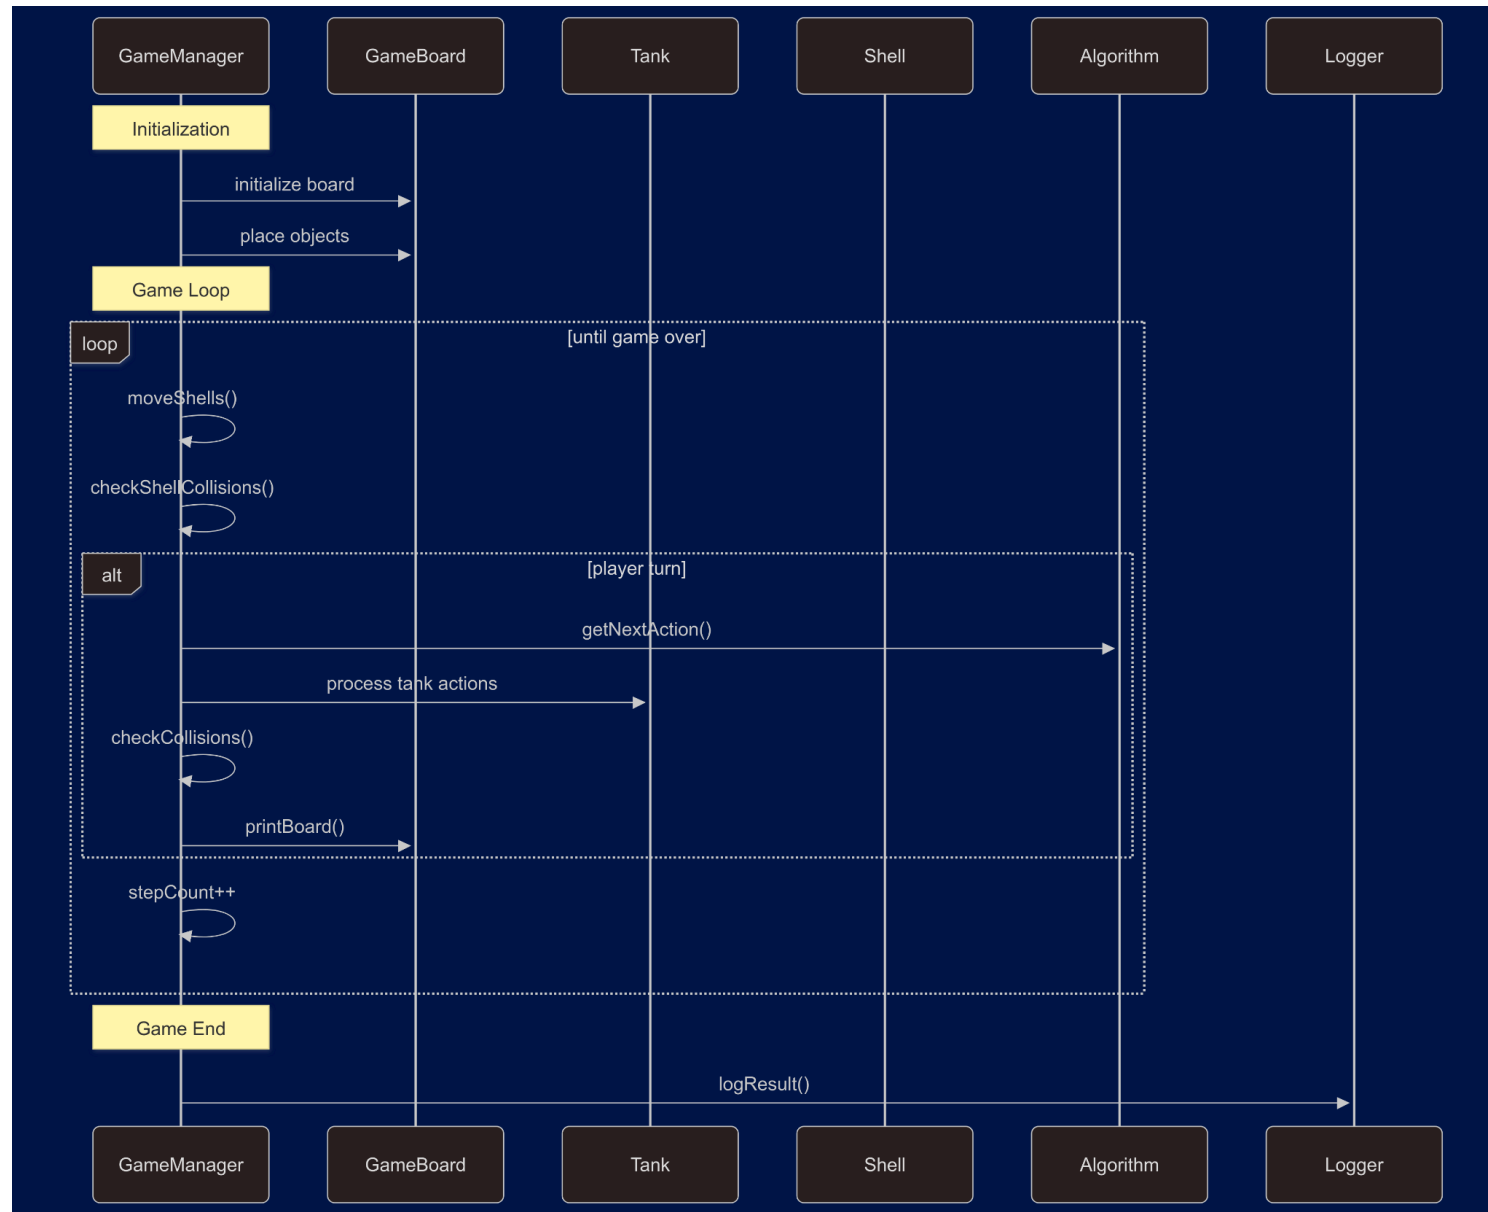 GameManager
GameBoard
Tank
Shell
Algorithm
Logger
Initialization
initialize board
place objects
Game Loop
loop
[until game over]
moveShells()
checkShellCollisions()
alt
[player turn]
getNextAction()
process tank actions
checkCollisions()
printBoard()
stepCount++
Game End
logResult()
GameManager
GameBoard
Tank
Shell
Algorithm
Logger